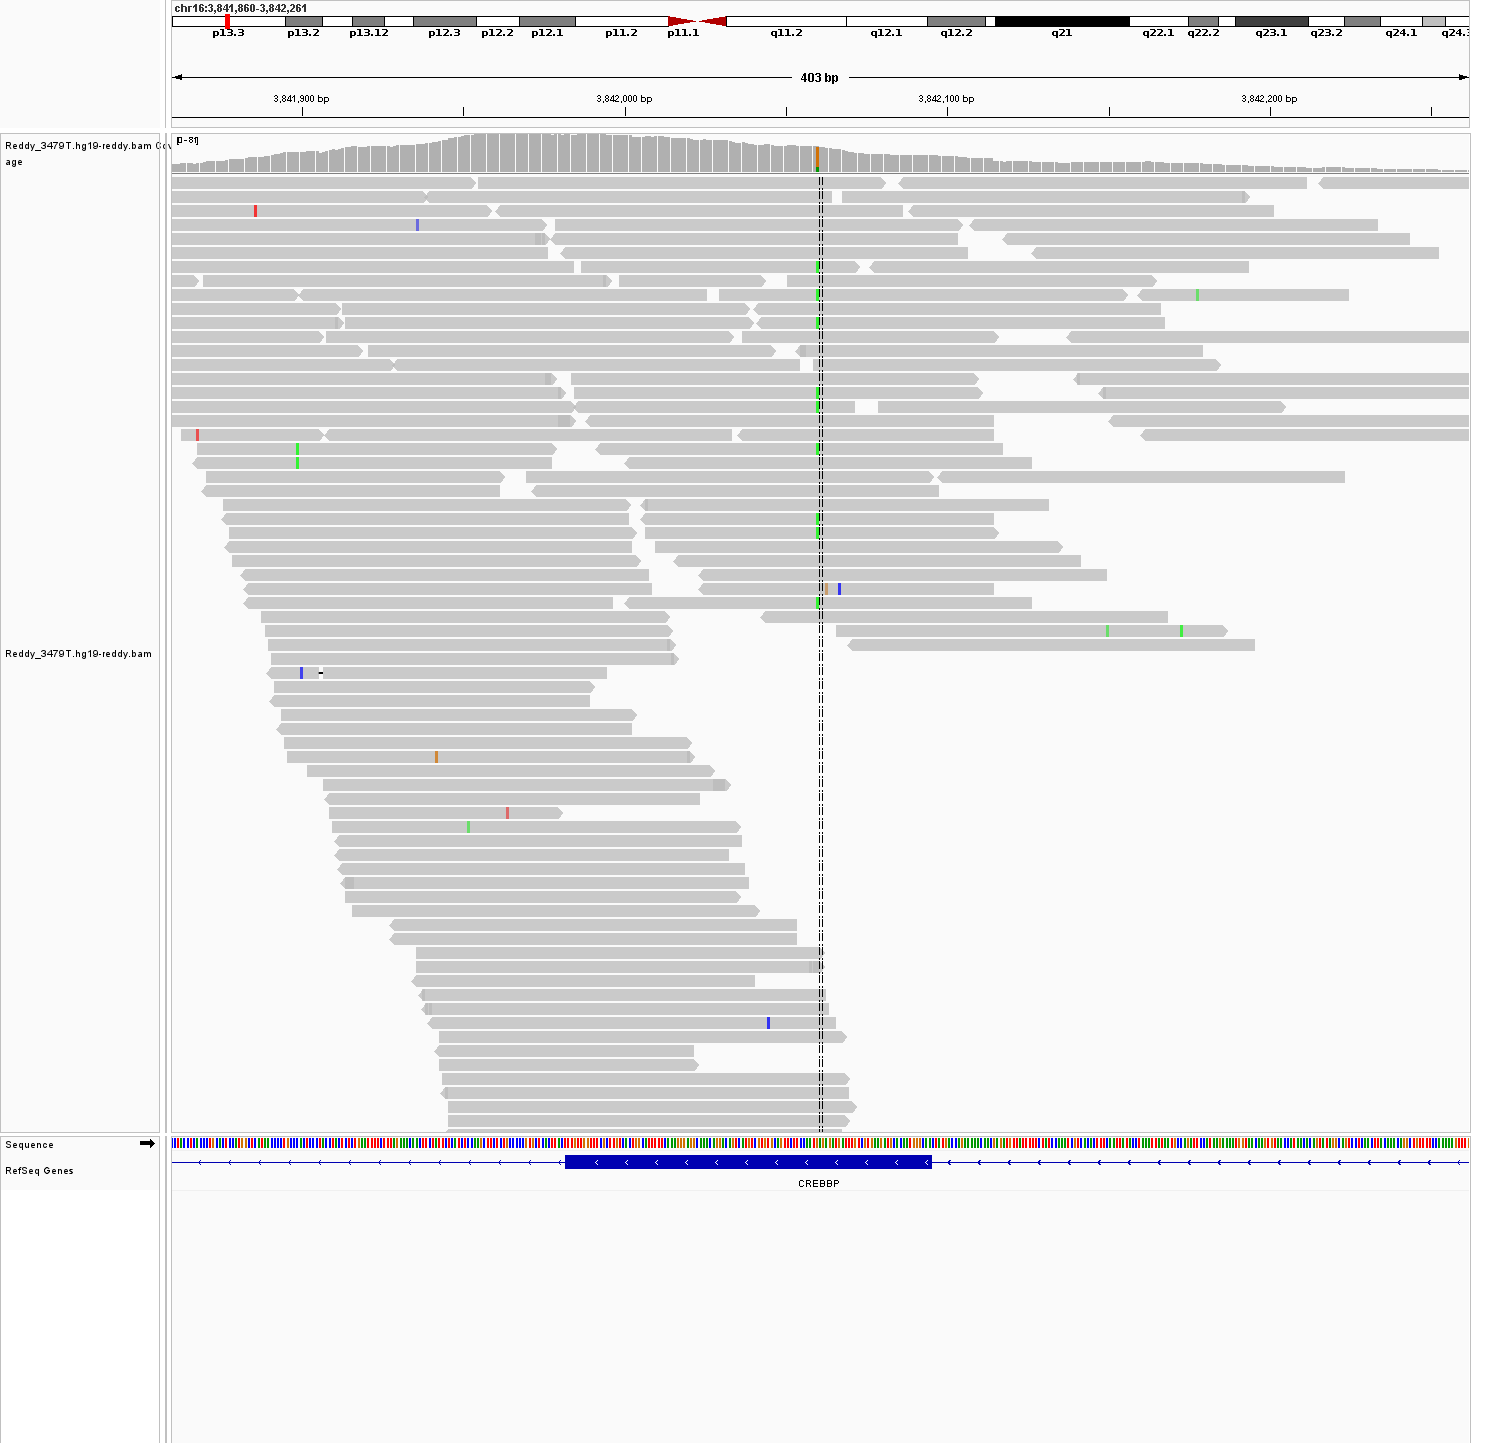 chr16:3,841,860-3,842,261
p13.3 p13.2 p13.12 p12.3 p12.2 p12.1 p11.2 p11.1 q11.2 q12.1 q12.2 q21 q22.1 q22.2 q23.1 q23.2 q24.1 q24.3
403 bp
3,841,900 bp 3,842,000 bp 3,842,100 bp 3,842,200 bp
[0-81]
Reddy_3479T.hg19-reddy.bam Cov
age
Reddy_3479T.hg19-reddy.bam
Sequence
RefSeq Genes
CREBBP